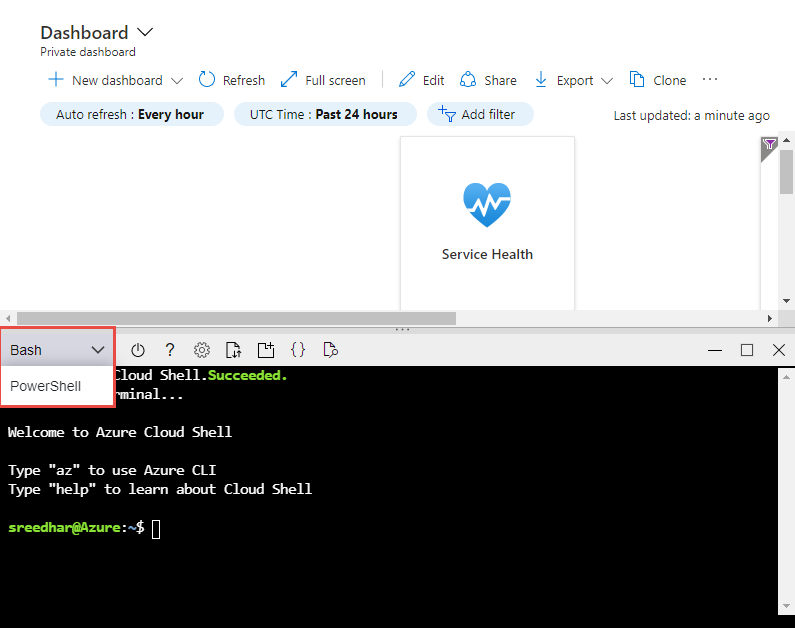 Dashboard
Private dashboard
New dashboard Refresh Full screen Edit Share Export Clone ...
Auto refresh : Every hour UTC Time : Past 24 hours Add filter Last updated: a minute ago
Service Health
Bash ? { }
PowerShell
Cloud Shell.Succeeded.
rminal...
Welcome to Azure Cloud Shell
Type "az" to use Azure CLI
Type "help" to learn about Cloud Shell
sreedhar@Azure:~$